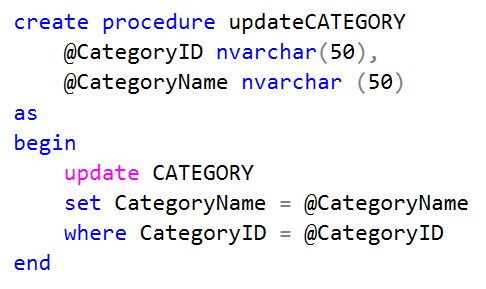 create procedure updateCATEGORY
@CategoryID nvarchar(50),
@CategoryName nvarchar (50)
as
begin
update CATEGORY
set CategoryName = @CategoryName
where CategoryID = @CategoryID
end